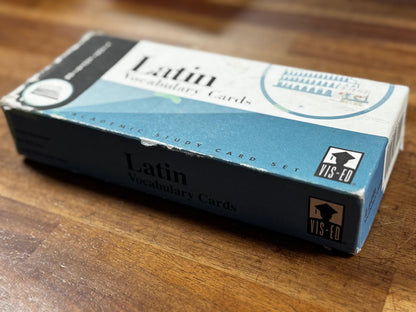 Latin
Vocabulary Cards
ACADEMIC STUDY CARD SET
VIS-ED
Latin
Vocabulary Cards
VIS-ED